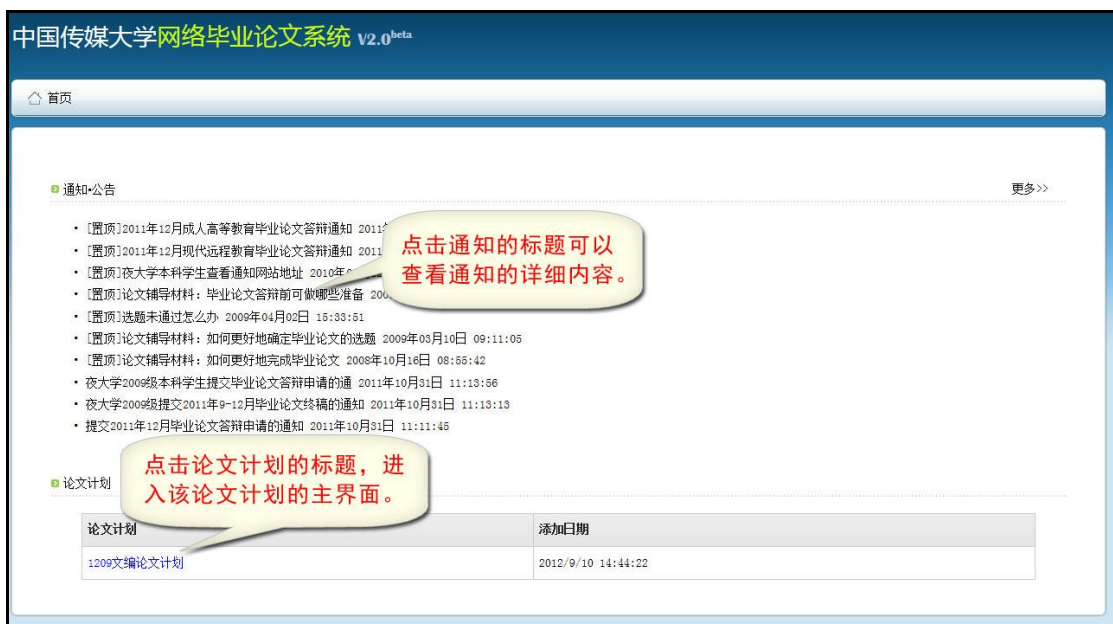 中国传媒大学网络毕业论文系统 V2.0beta
首页
通知•公告
更多>>
• [置顶]2011年12月成人高等教育毕业论文答辩通知 2011
• [置顶]2011年12月现代远程教育毕业论文答辩通知 2011
• [置顶]夜大学本科学生查看通知网站地址 2010年
• [置顶]论文辅导材料：毕业论文答辩前可做哪些准备 200
• [置顶]选题未通过怎么办 2009年04月02日 15:33:51
• [置顶]论文辅导材料：如何更好地确定毕业论文的选题 2009年03月10日 09:11:05
• [置顶]论文辅导材料：如何更好地完成毕业论文 2008年10月16日 08:55:42
• 夜大学2009级本科学生提交毕业论文答辩申请的通 2011年10月31日 11:13:56
• 夜大学2009级提交2011年9-12月毕业论文终稿的通知 2011年10月31日 11:13:13
• 提交2011年12月毕业论文答辩申请的通知 2011年10月31日 11:11:45
点击通知的标题可以
查看通知的详细内容。
论文计划
点击论文计划的标题，进
入该论文计划的主界面。
论文计划 添加日期
1209文编论文计划 2012/9/10 14:44:22